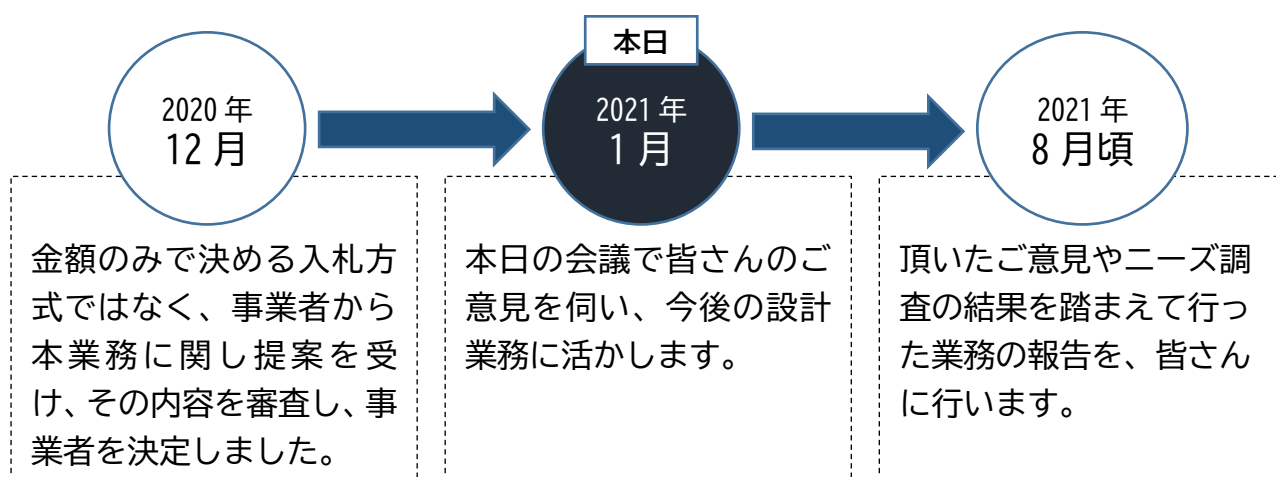 2020 年
12 月
本日
2021 年
1 月
2021 年
8 月頃
金額のみで決める入札方
式ではなく、事業者から
本業務に関し提案を受
け、その内容を審査し、事
業者を決定しました。
本日の会議で皆さんのご
意見を伺い、今後の設計
業務に活かします。
頂いたご意見やニーズ調
査の結果を踏まえて行っ
た業務の報告を、皆さん
に行います。